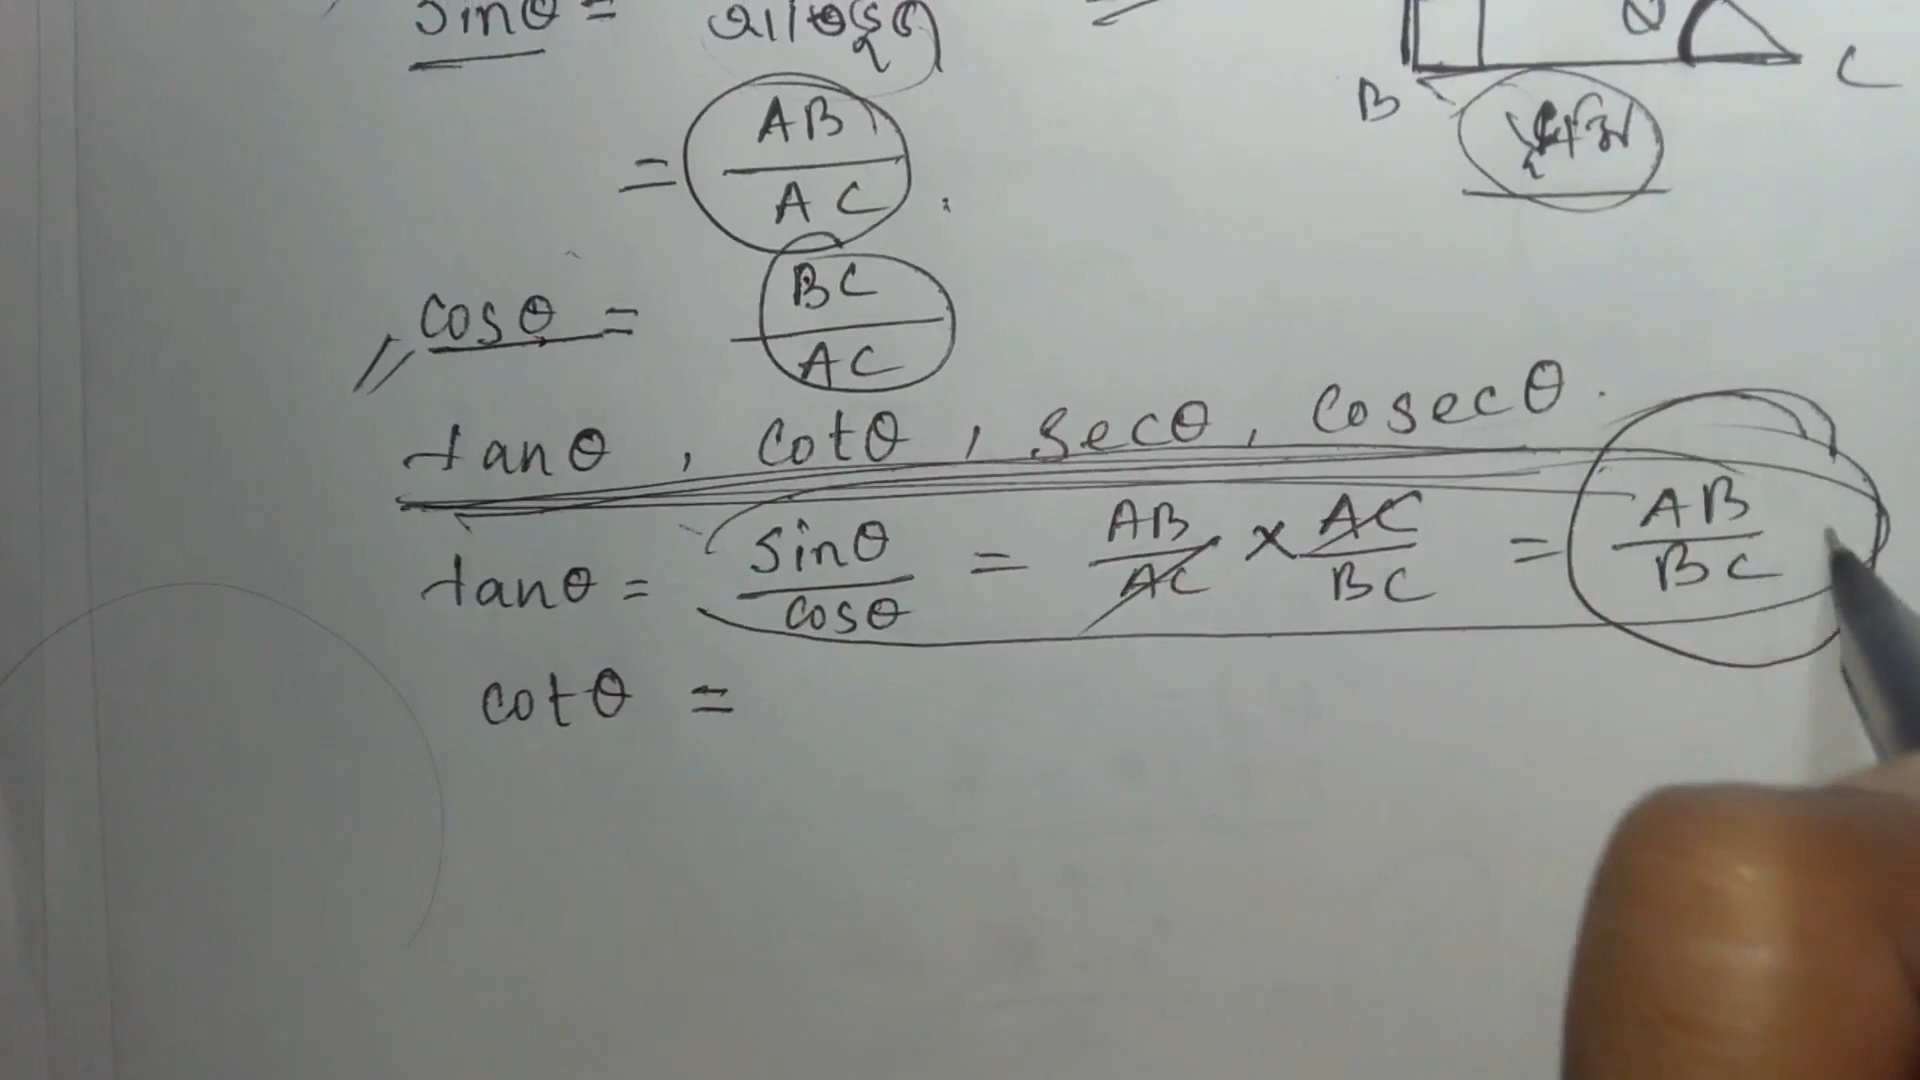 sinθ =
= AB / AC .
B
C
cosθ = BC / AC
tanθ , cotθ , secθ , cosecθ .
tanθ = sinθ / cosθ = AB / AC × AC / BC = AB / BC
cotθ =